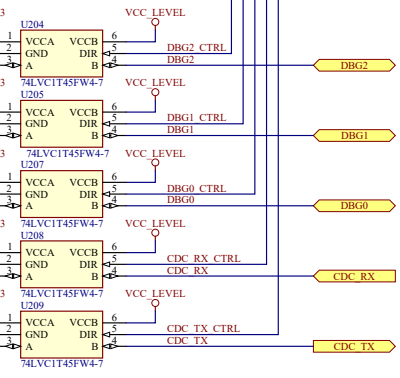 3 U204 VCC_LEVEL
1 VCCA VCCB 6
2 GND DIR 5 DBG2_CTRL
3 A B 4 DBG2 DBG2
74LVC1T45FW4-7
U205
VCC_LEVEL
1 VCCA VCCB 6
2 GND DIR 5 DBG1_CTRL
3 A B 4 DBG1 DBG1
3 74LVC1T45FW4-7 VCC_LEVEL
U207
1 VCCA VCCB 6
2 GND DIR 5 DBG0_CTRL
3 A B 4 DBG0 DBG0
3 74LVC1T45FW4-7 VCC_LEVEL
U208
1 VCCA VCCB 6
2 GND DIR 5 CDC_RX_CTRL
3 A B 4 CDC_RX CDC_RX
3 74LVC1T45FW4-7 VCC_LEVEL
U209
1 VCCA VCCB 6
2 GND DIR 5 CDC_TX_CTRL
3 A B 4 CDC_TX CDC_TX
74LVC1T45FW4-7